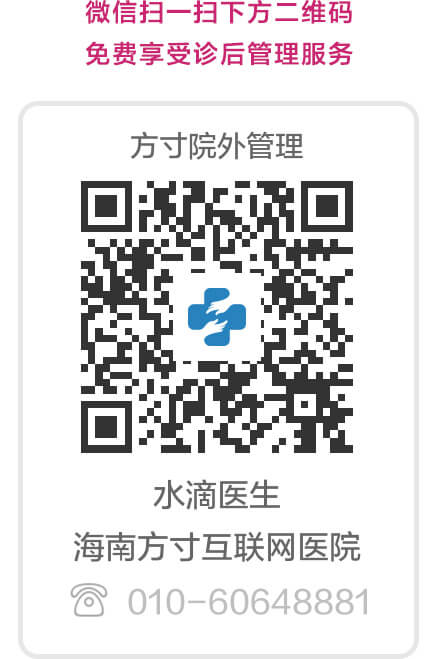 微信扫一扫下方二维码
免费享受诊后管理服务
方寸院外管理
水滴医生
海南方寸互联网医院
010-60648881